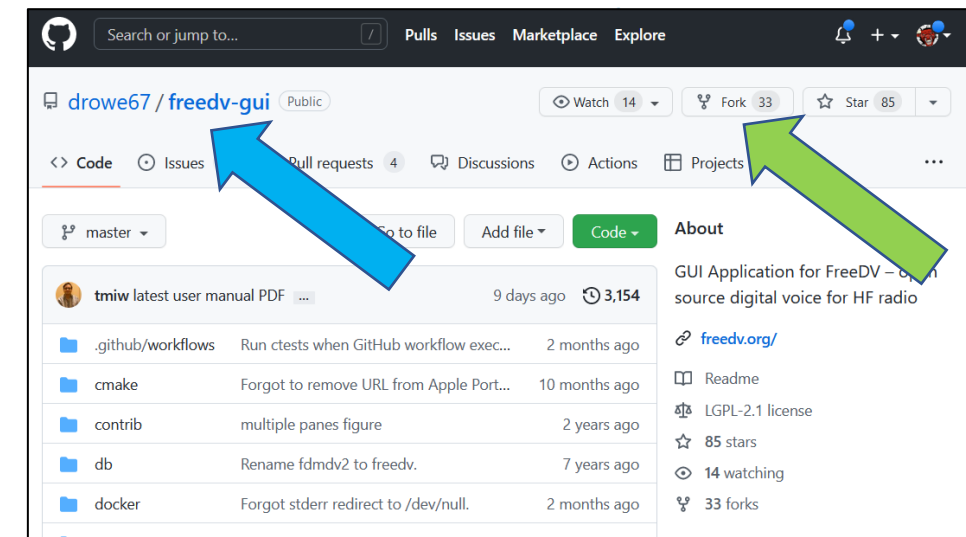 Search or jump to... / Pulls Issues Marketplace Explore
drowe67 / freedv-gui Public Watch 14 Fork 33 Star 85
Code Issues Pull requests 4 Discussions Actions Projects ...
master Go to file Add file Code
About
GUI Application for FreeDV – open
source digital voice for HF radio
tmiw latest user manual PDF ... 9 days ago 3,154
freedv.org/
.github/workflows Run ctests when GitHub workflow exec... 2 months ago
Readme
cmake Forgot to remove URL from Apple Port... 10 months ago
LGPL-2.1 license
contrib multiple panes figure 2 years ago
85 stars
db Rename fdmdv2 to freedv. 7 years ago
14 watching
docker Forgot stderr redirect to /dev/null. 2 months ago
33 forks